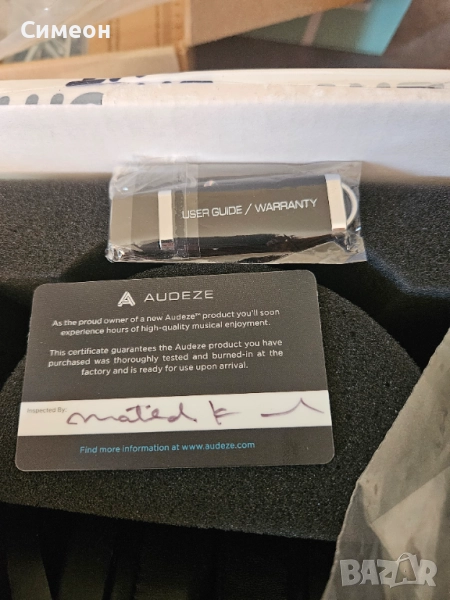 Симеон
USER GUIDE / WARRANTY
AUDEZE
As the proud owner of a new Audeze™ product you'll soon
experience hours of high-quality musical enjoyment.
This certificate guarantees the Audeze product you have
purchased was thoroughly tested and burned-in at the
factory and is ready for use upon arrival.
Inspected By:
Find more information at www.audeze.com
BAZAR